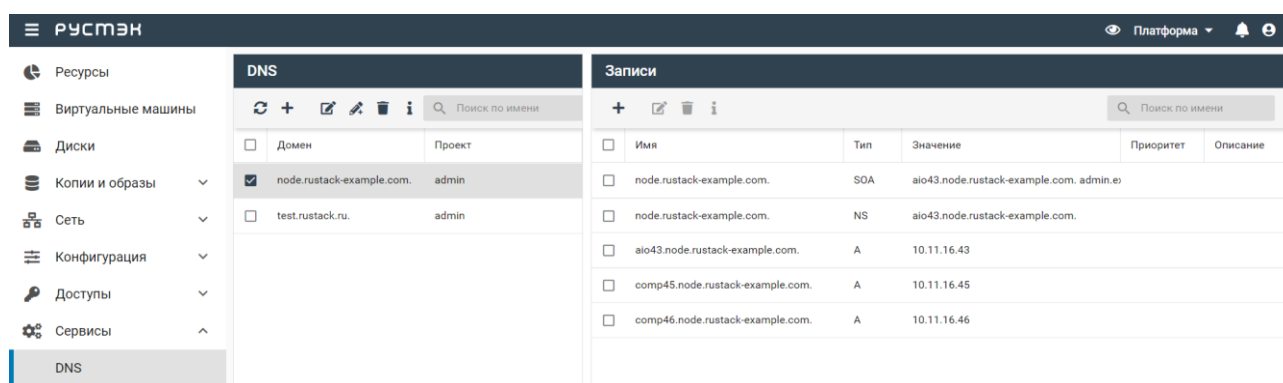 РУСТЭК
Платформа
Ресурсы
Виртуальные машины
Диски
Копии и образы
Сеть
Конфигурация
Доступы
Сервисы
DNS
DNS
Поиск по имени
Домен Проект
node.rustack-example.com. admin
test.rustack.ru. admin
Записи
Поиск по имени
Имя Тип Значение Приоритет Описание
node.rustack-example.com. SOA aio43.node.rustack-example.com. admin.ex
node.rustack-example.com. NS aio43.node.rustack-example.com.
aio43.node.rustack-example.com. A 10.11.16.43
comp45.node.rustack-example.com. A 10.11.16.45
comp46.node.rustack-example.com. A 10.11.16.46